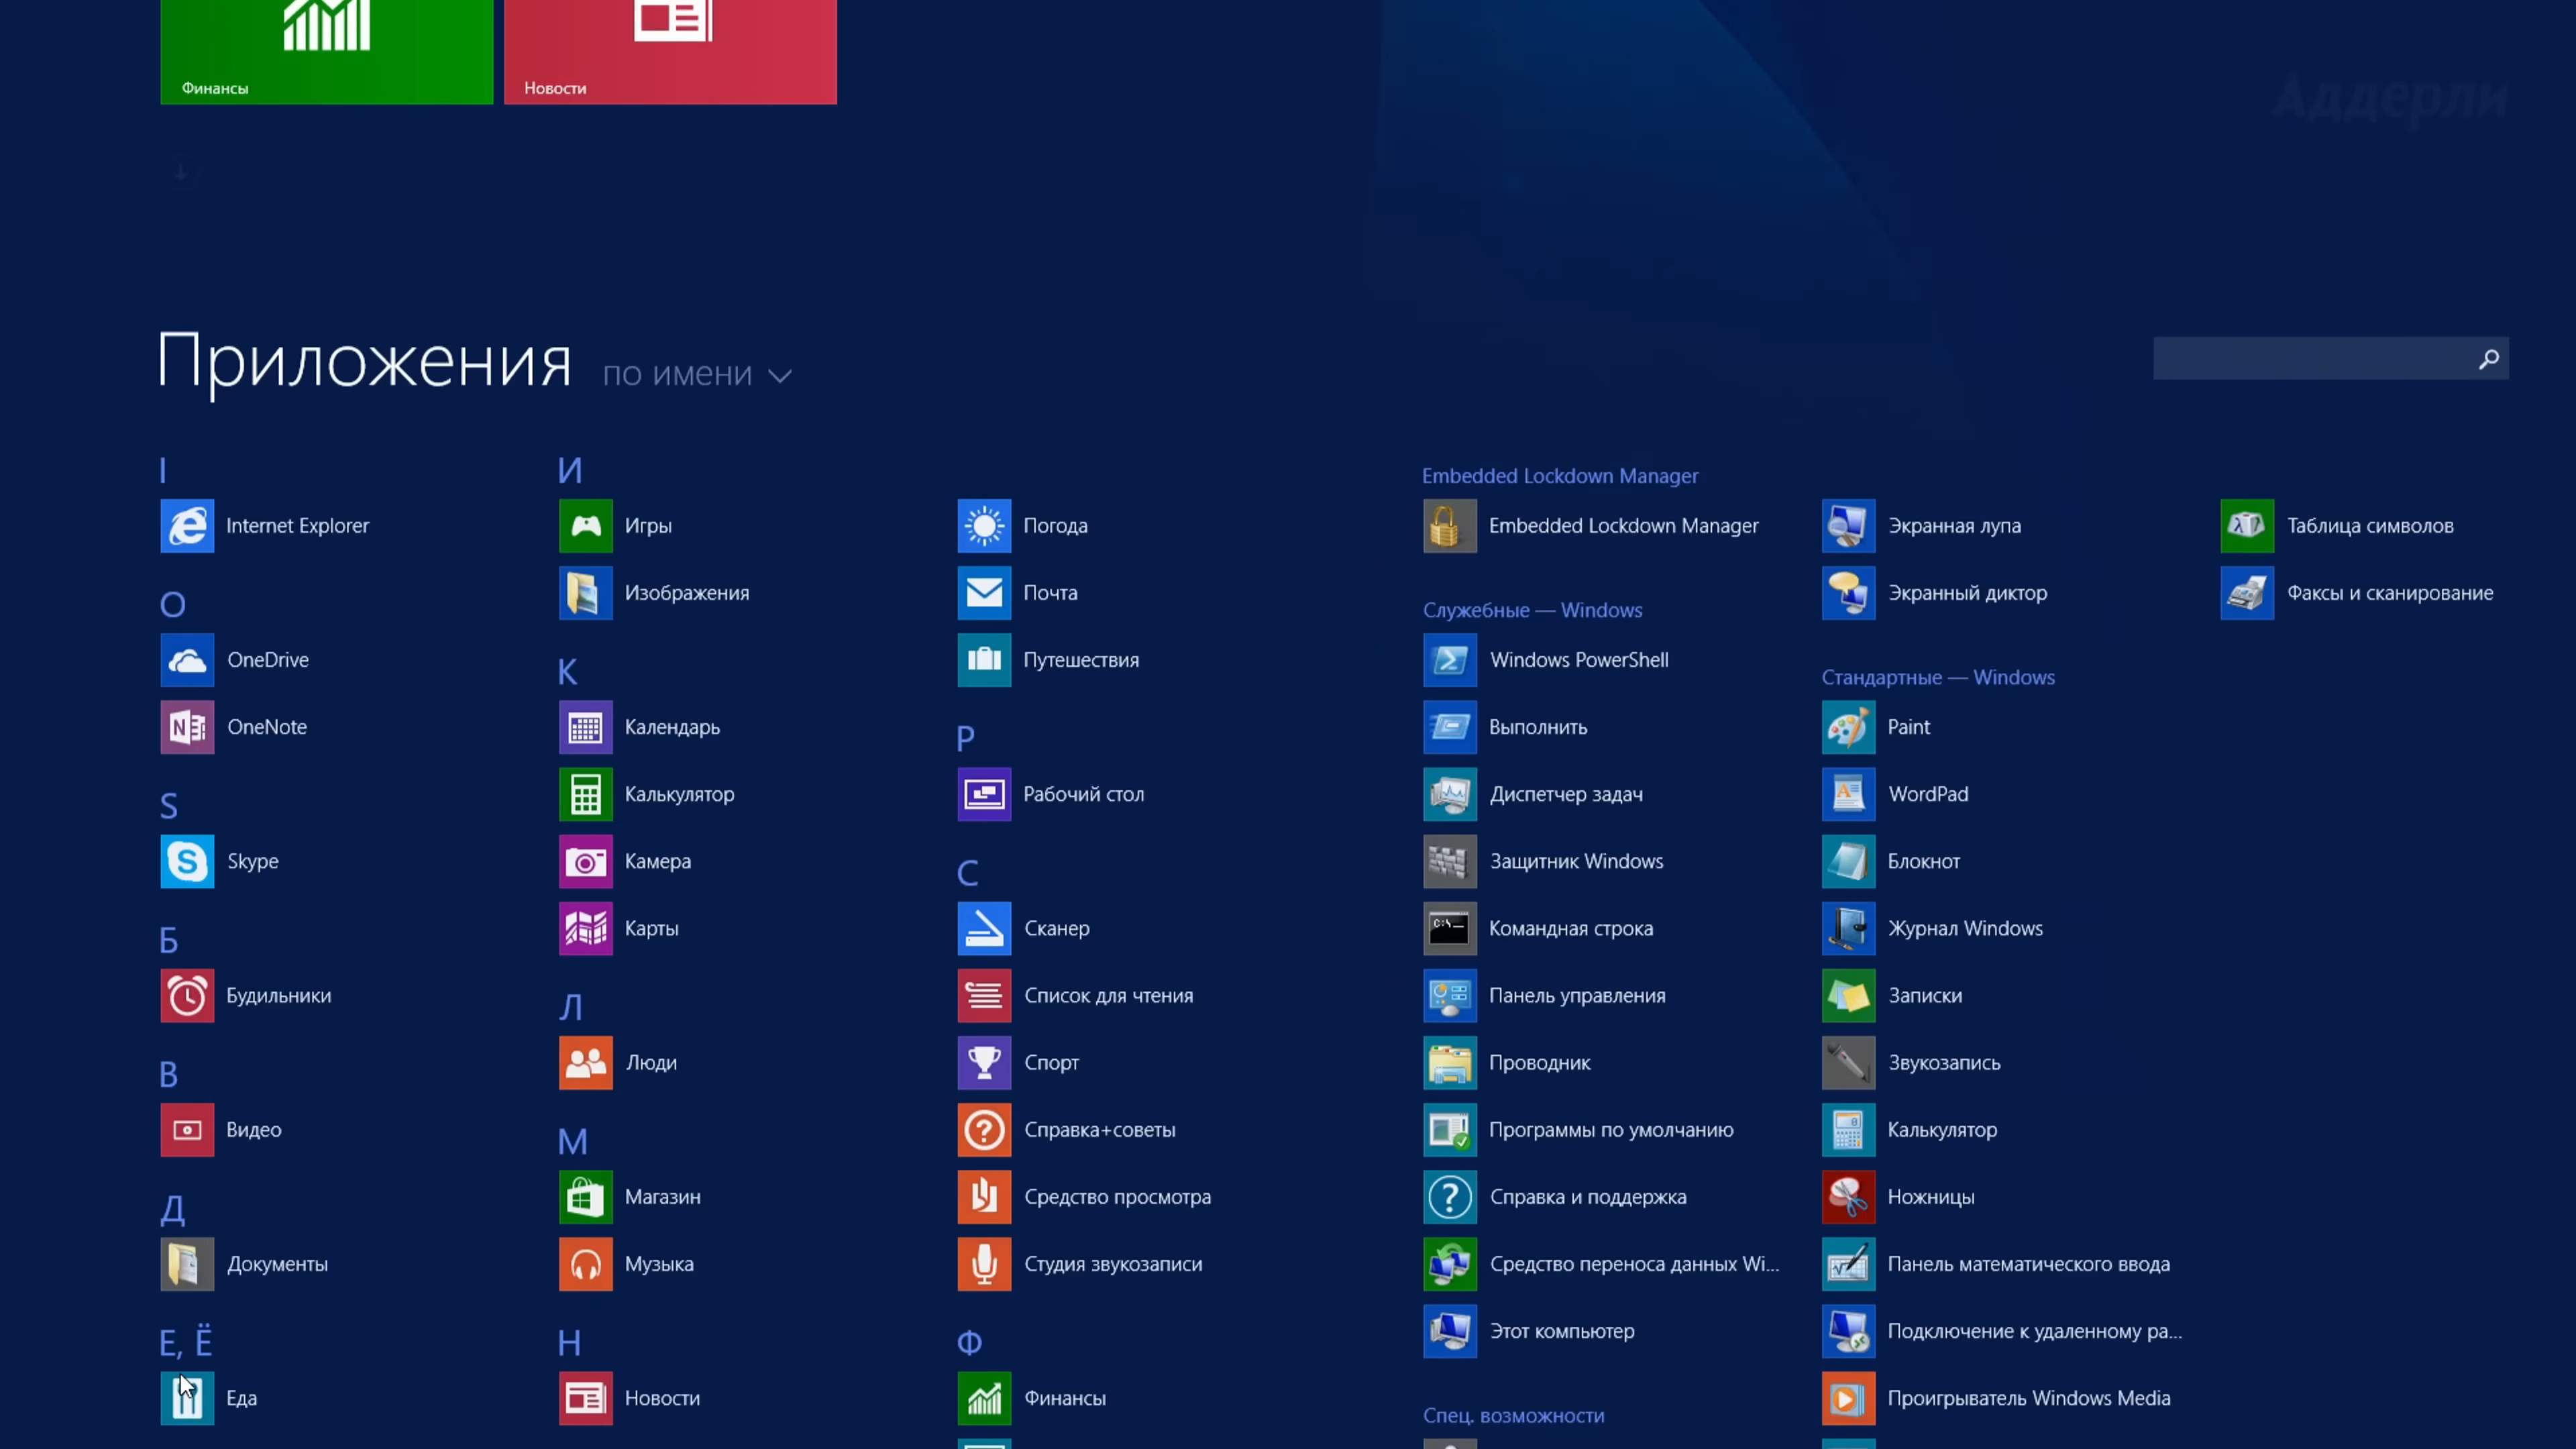 Финансы
Новости
Аддерли
Приложения по имени
I
Internet Explorer
O
OneDrive
OneNote
S
Skype
Б
Будильники
В
Видео
Д
Документы
Е, Ё
Еда
И
Игры
Изображения
К
Календарь
Калькулятор
Камера
Карты
Л
Люди
М
Магазин
Музыка
Н
Новости
Погода
Почта
Путешествия
Р
Рабочий стол
С
Сканер
Список для чтения
Спорт
Справка+советы
Средство просмотра
Студия звукозаписи
Ф
Финансы
Embedded Lockdown Manager
Embedded Lockdown Manager
Служебные — Windows
Windows PowerShell
Выполнить
Диспетчер задач
Защитник Windows
Командная строка
Панель управления
Проводник
Программы по умолчанию
Справка и поддержка
Средство переноса данных Wi...
Этот компьютер
Спец. возможности
Экранная лупа
Экранный диктор
Стандартные — Windows
Paint
WordPad
Блокнот
Журнал Windows
Записки
Звукозапись
Калькулятор
Ножницы
Панель математического ввода
Подключение к удаленному ра...
Проигрыватель Windows Media
Таблица символов
Факсы и сканирование